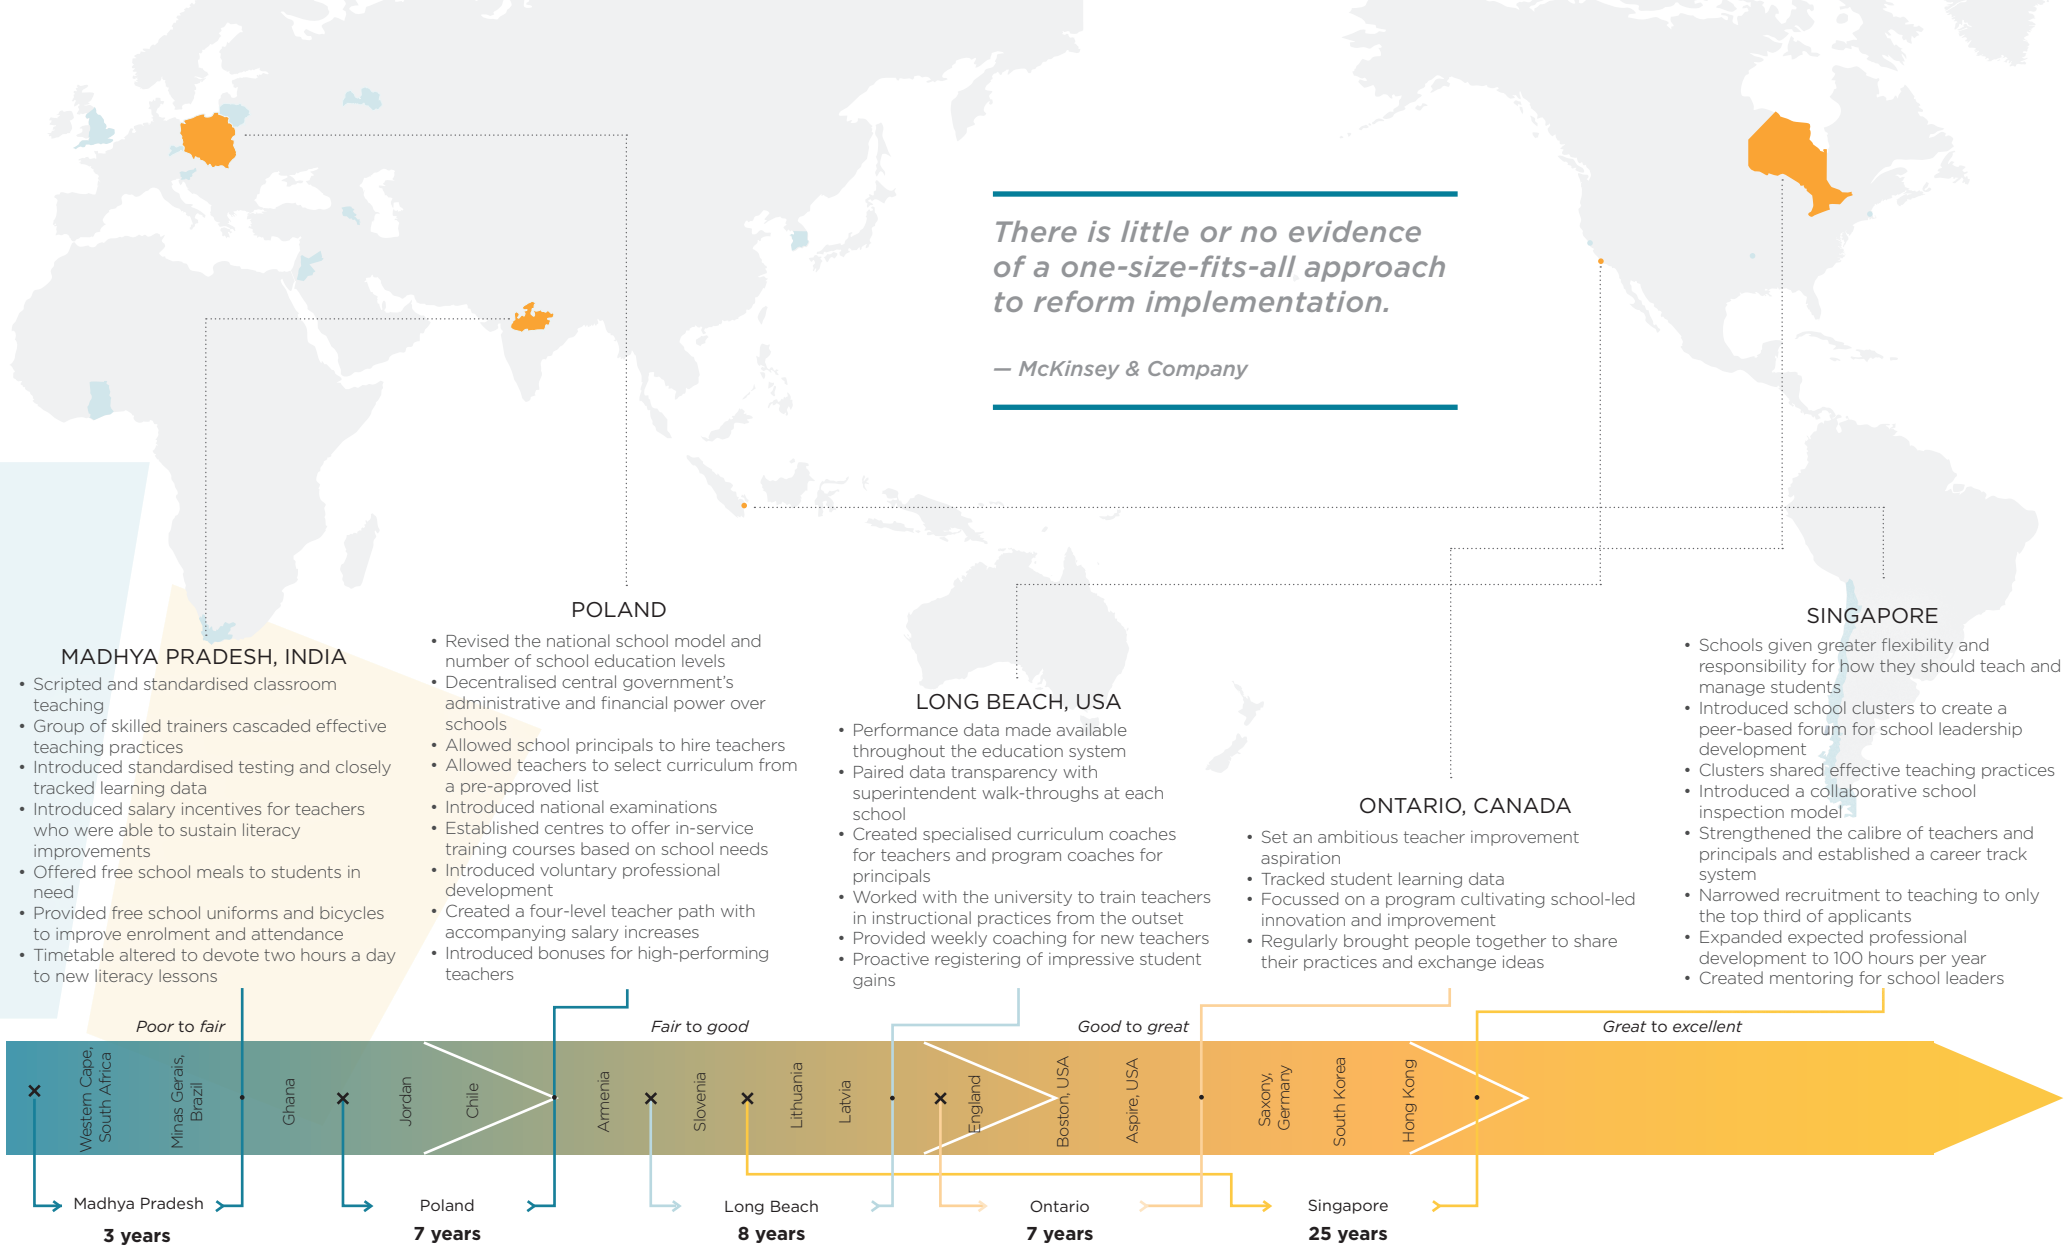 There is little or no evidence
of a one-size-fits-all approach
to reform implementation.
— McKinsey & Company
MADHYA PRADESH, INDIA
• Scripted and standardised classroom
teaching
• Group of skilled trainers cascaded effective
teaching practices
• Introduced standardised testing and closely
tracked learning data
• Introduced salary incentives for teachers
who were able to sustain literacy
improvements
• Offered free school meals to students in
need
• Provided free school uniforms and bicycles
to improve enrolment and attendance
• Timetable altered to devote two hours a day
to new literacy lessons
POLAND
• Revised the national school model and
number of school education levels
• Decentralised central government’s
administrative and financial power over
schools
• Allowed school principals to hire teachers
• Allowed teachers to select curriculum from
a pre-approved list
• Introduced national examinations
• Established centres to offer in-service
training courses based on school needs
• Introduced voluntary professional
development
• Created a four-level teacher path with
accompanying salary increases
• Introduced bonuses for high-performing
teachers
LONG BEACH, USA
• Performance data made available
throughout the education system
• Paired data transparency with
superintendent walk-throughs at each
school
• Created specialised curriculum coaches
for teachers and program coaches for
principals
• Worked with the university to train teachers
in instructional practices from the outset
• Provided weekly coaching for new teachers
• Proactive registering of impressive student
gains
ONTARIO, CANADA
• Set an ambitious teacher improvement
aspiration
• Tracked student learning data
• Focussed on a program cultivating school-led
innovation and improvement
• Regularly brought people together to share
their practices and exchange ideas
SINGAPORE
• Schools given greater flexibility and
responsibility for how they should teach and
manage students
• Introduced school clusters to create a
peer-based forum for school leadership
development
• Clusters shared effective teaching practices
• Introduced a collaborative school
inspection model
• Strengthened the calibre of teachers and
principals and established a career track
system
• Narrowed recruitment to teaching to only
the top third of applicants
• Expanded expected professional
development to 100 hours per year
• Created mentoring for school leaders
Poor to fair
Fair to good
Good to great
Great to excellent
Western Cape,
South Africa
Minas Gerais,
Brazil
Ghana
Jordan
Chile
Armenia
Slovenia
Lithuania
Latvia
England
Boston, USA
Aspire, USA
Saxony,
Germany
South Korea
Hong Kong
Madhya Pradesh
3 years
Poland
7 years
Long Beach
8 years
Ontario
7 years
Singapore
25 years